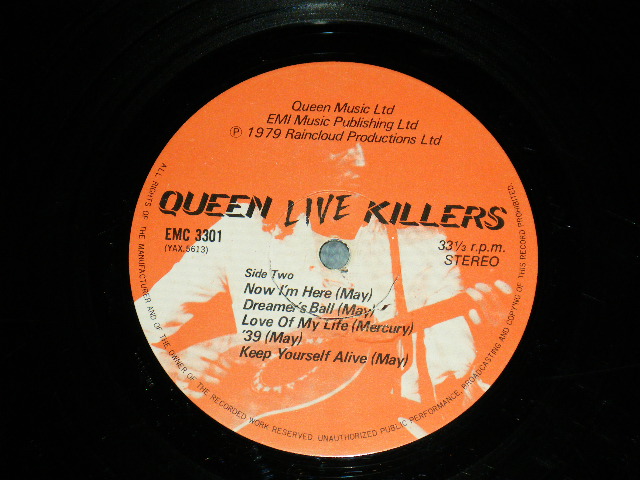 Queen Music Ltd
EMI Music Publishing Ltd
℗ 1979 Raincloud Productions Ltd
QUEEN LIVE KILLERS
EMC 3301
(YAX.5613)
33⅓ r.p.m.
STEREO
Side Two
Now I'm Here (May)
Dreamer's Ball (May)
Love Of My Life (Mercury)
'39 (May)
Keep Yourself Alive (May)
ALL RIGHTS OF THE MANUFACTURER AND OF THE OWNER OF THE RECORDED WORK RESERVED. UNAUTHORIZED PUBLIC PERFORMANCE, BROADCASTING AND COPYING OF THIS RECORD PROHIBITED.